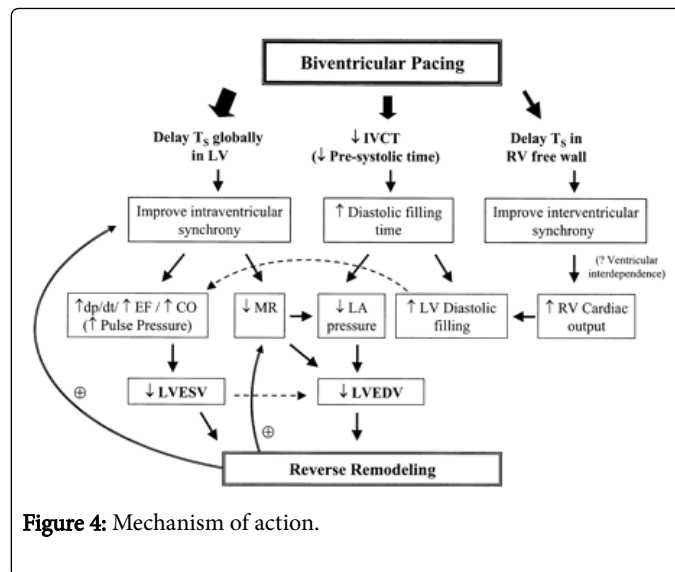 Biventricular Pacing
Delay T_S globally
in LV
↓ IVCT
(↓ Pre-systolic time)
Delay T_S in
RV free wall
Improve intraventricular
synchrony
↑ Diastolic filling
time
Improve interventricular
synchrony
(? Ventricular
interdependence)
↑dp/dt/ ↑ EF / ↑ CO
(↑ Pulse Pressure)
↓ MR
↓ LA
pressure
↑ LV Diastolic
filling
↑ RV Cardiac
output
↓ LVESV
↓ LVEDV
⊕
⊕
Reverse Remodeling
Figure 4: Mechanism of action.